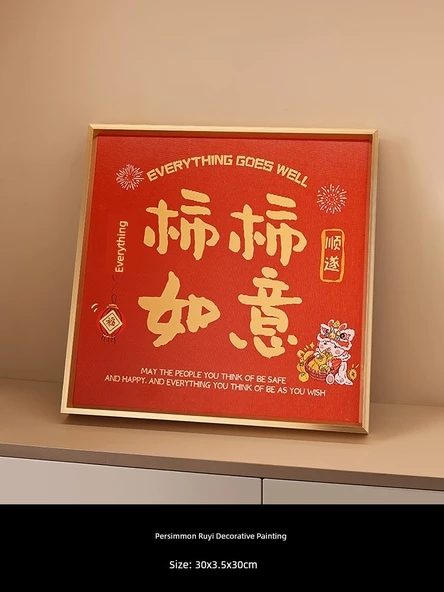 EVERYTHING GOES WELL
柿柿
如意
Everything
顺遂
MAY THE PEOPLE YOU THINK OF BE SAFE
AND HAPPY, AND EVERYTHING YOU THINK OF BE AS YOU WISH
Persimmon Ruyi Decorative Painting
Size: 30x3.5x30cm